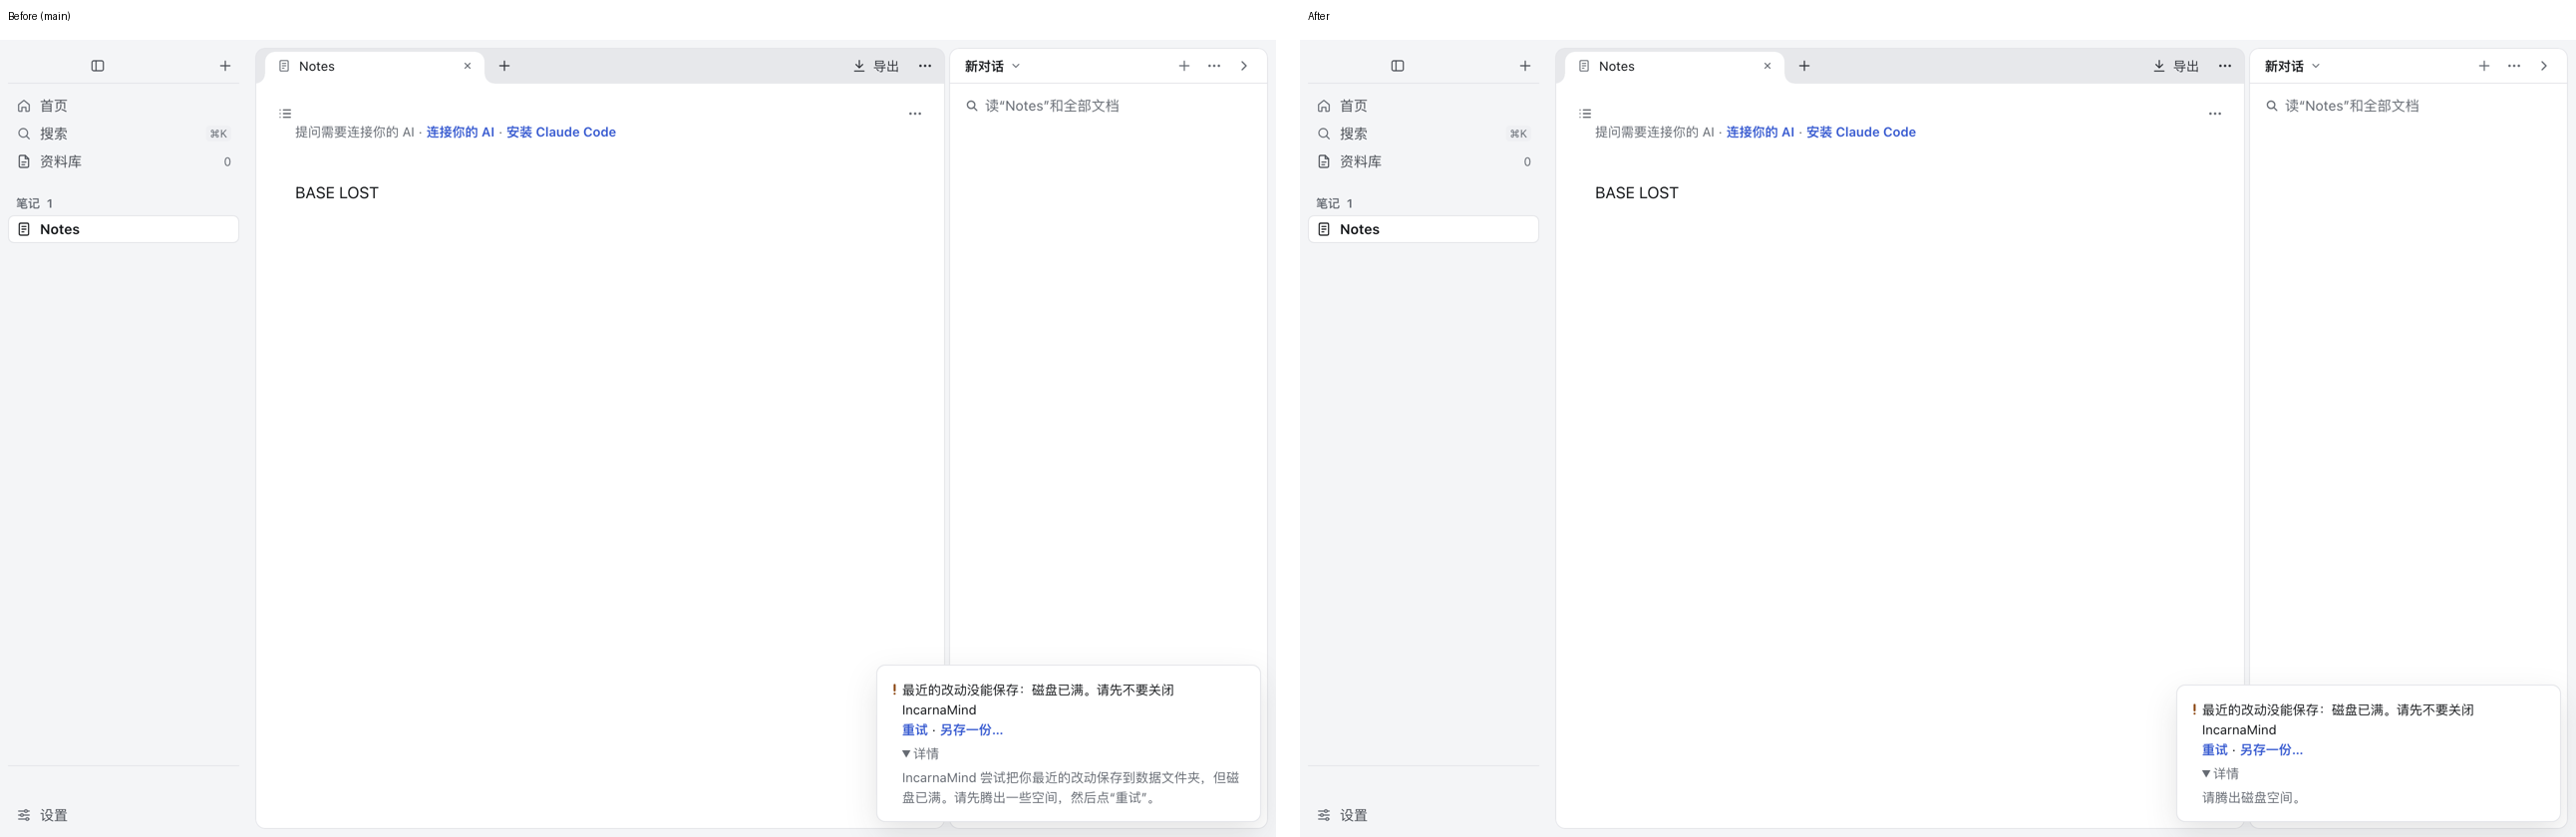 Before (main)
Notes
导出
新对话
首页
读“Notes”和全部文档
搜索 ⌘K
提问需要连接你的 AI · 连接你的 AI · 安装 Claude Code
资料库 0
BASE LOST
笔记 1
Notes
最近的改动没能保存：磁盘已满。请先不要关闭
IncarnaMind
重试 · 另存一份...
详情
IncarnaMind 尝试把你最近的改动保存到数据文件夹，但磁
盘已满。请先腾出一些空间，然后点“重试”。
设置
After
Notes
导出
新对话
首页
读“Notes”和全部文档
搜索 ⌘K
提问需要连接你的 AI · 连接你的 AI · 安装 Claude Code
资料库 0
BASE LOST
笔记 1
Notes
最近的改动没能保存：磁盘已满。请先不要关闭
IncarnaMind
重试 · 另存一份...
详情
请腾出磁盘空间。
设置